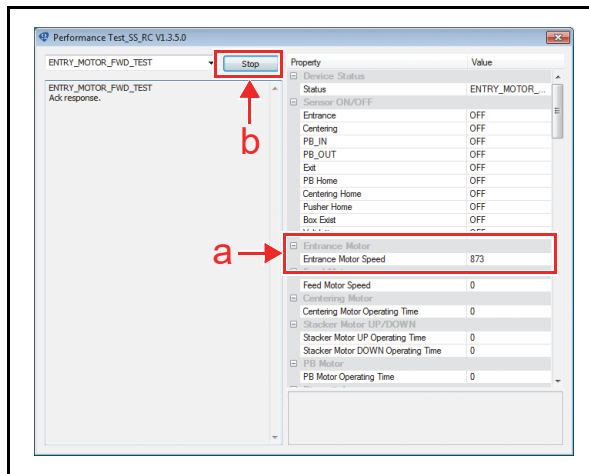 Performance Test_SS_RC V1.3.5.0
ENTRY_MOTOR_FWD_TEST Stop
ENTRY_MOTOR_FWD_TEST
Ack response.
b
a
Property Value
Device Status
Status ENTRY_MOTOR_...
Sensor ON/OFF
Entrance OFF
Centering OFF
PB_IN OFF
PB_OUT OFF
Exit OFF
PB Home OFF
Centering Home OFF
Pusher Home OFF
Box Exist OFF
Entrance Motor
Entrance Motor Speed 873
Feed Motor Speed 0
Centering Motor
Centering Motor Operating Time 0
Stacker Motor UP/DOWN
Stacker Motor UP Operating Time 0
Stacker Motor DOWN Operating Time 0
PB Motor
PB Motor Operating Time 0